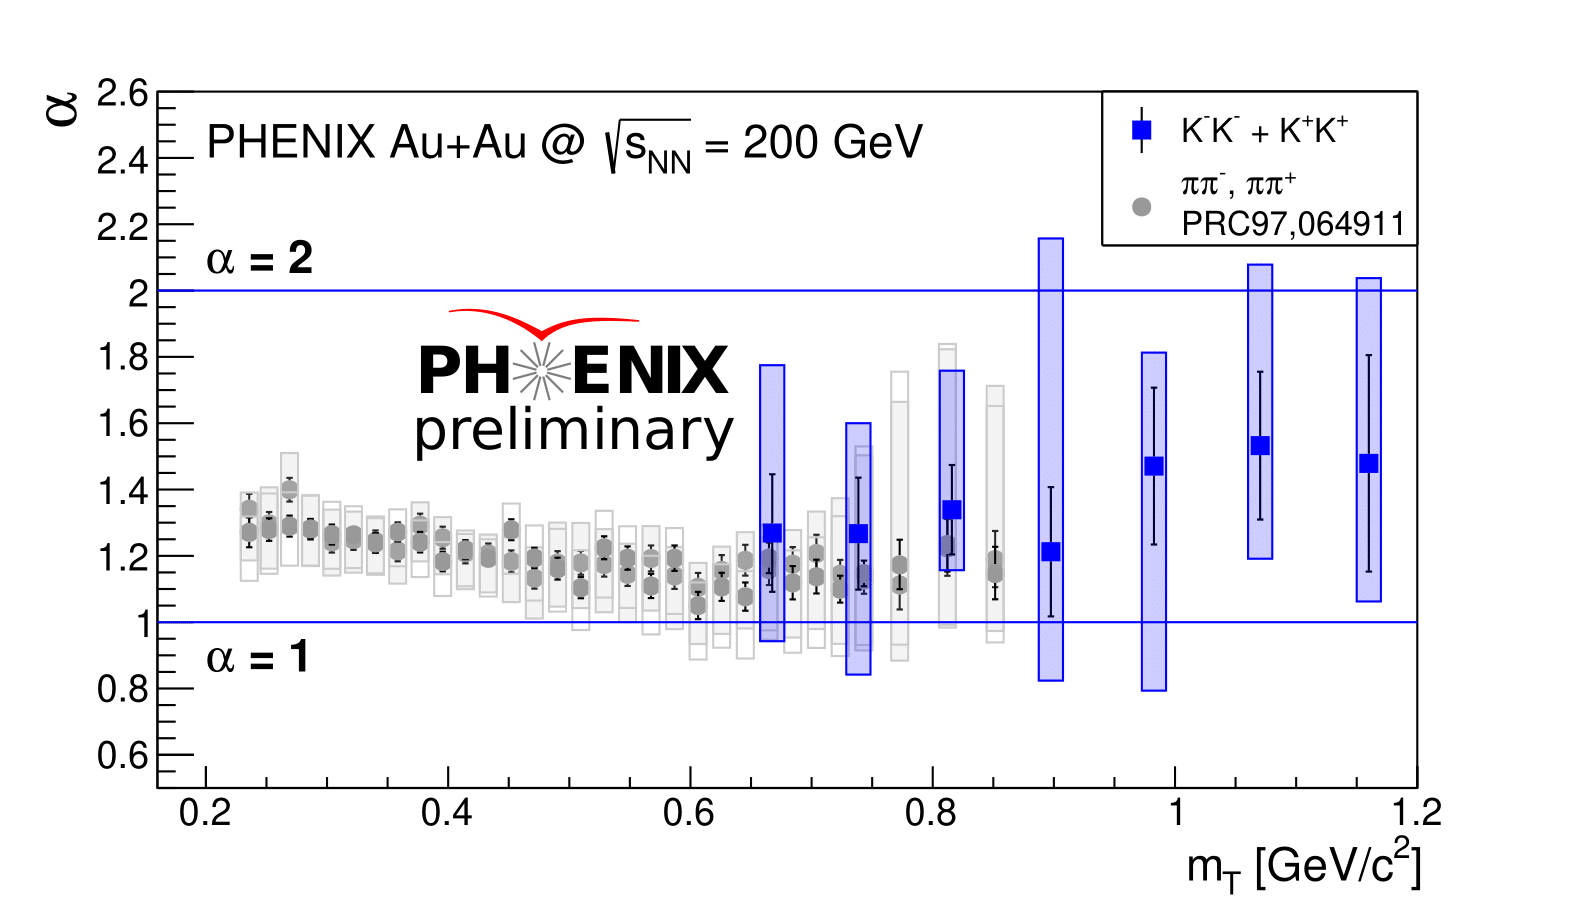 α
2.6
2.4
2.2
2
1.8
1.6
1.4
1.2
1
0.8
0.6
PHENIX Au+Au @ √sNN = 200 GeV
K⁻K⁻ + K⁺K⁺
ππ⁻, ππ⁺
PRC97,064911
α = 2
PHENIX
preliminary
α = 1
0.2 0.4 0.6 0.8 1 1.2
mT [GeV/c²]